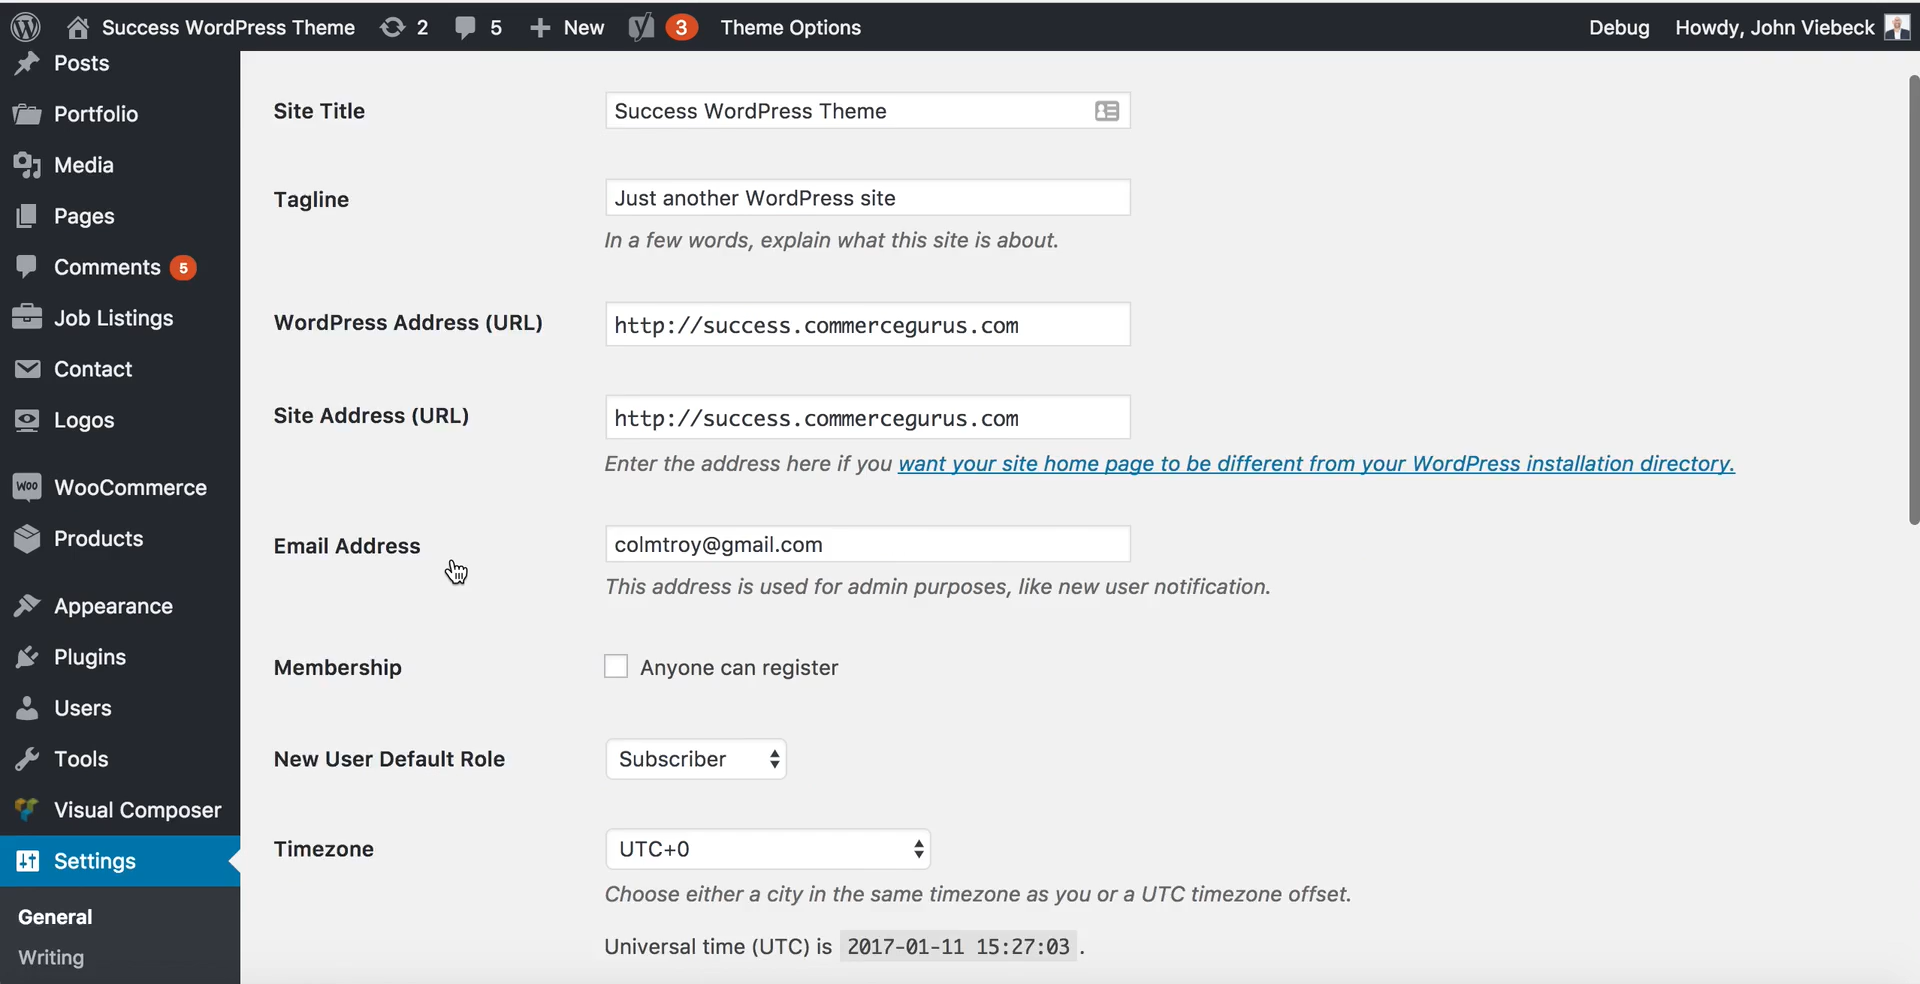 Success WordPress Theme 2 5 New 3 Theme Options Debug Howdy, John Viebeck
Posts
Portfolio
Media
Pages
Comments 5
Job Listings
Contact
Logos
WooCommerce
Products
Appearance
Plugins
Users
Tools
Visual Composer
Settings
General
Writing
Site Title Success WordPress Theme
Tagline Just another WordPress site
In a few words, explain what this site is about.
WordPress Address (URL) http://success.commercegurus.com
Site Address (URL) http://success.commercegurus.com
Enter the address here if you want your site home page to be different from your WordPress installation directory.
Email Address colmtroy@gmail.com
This address is used for admin purposes, like new user notification.
Membership Anyone can register
New User Default Role Subscriber
Timezone UTC+0
Choose either a city in the same timezone as you or a UTC timezone offset.
Universal time (UTC) is 2017-01-11 15:27:03 .